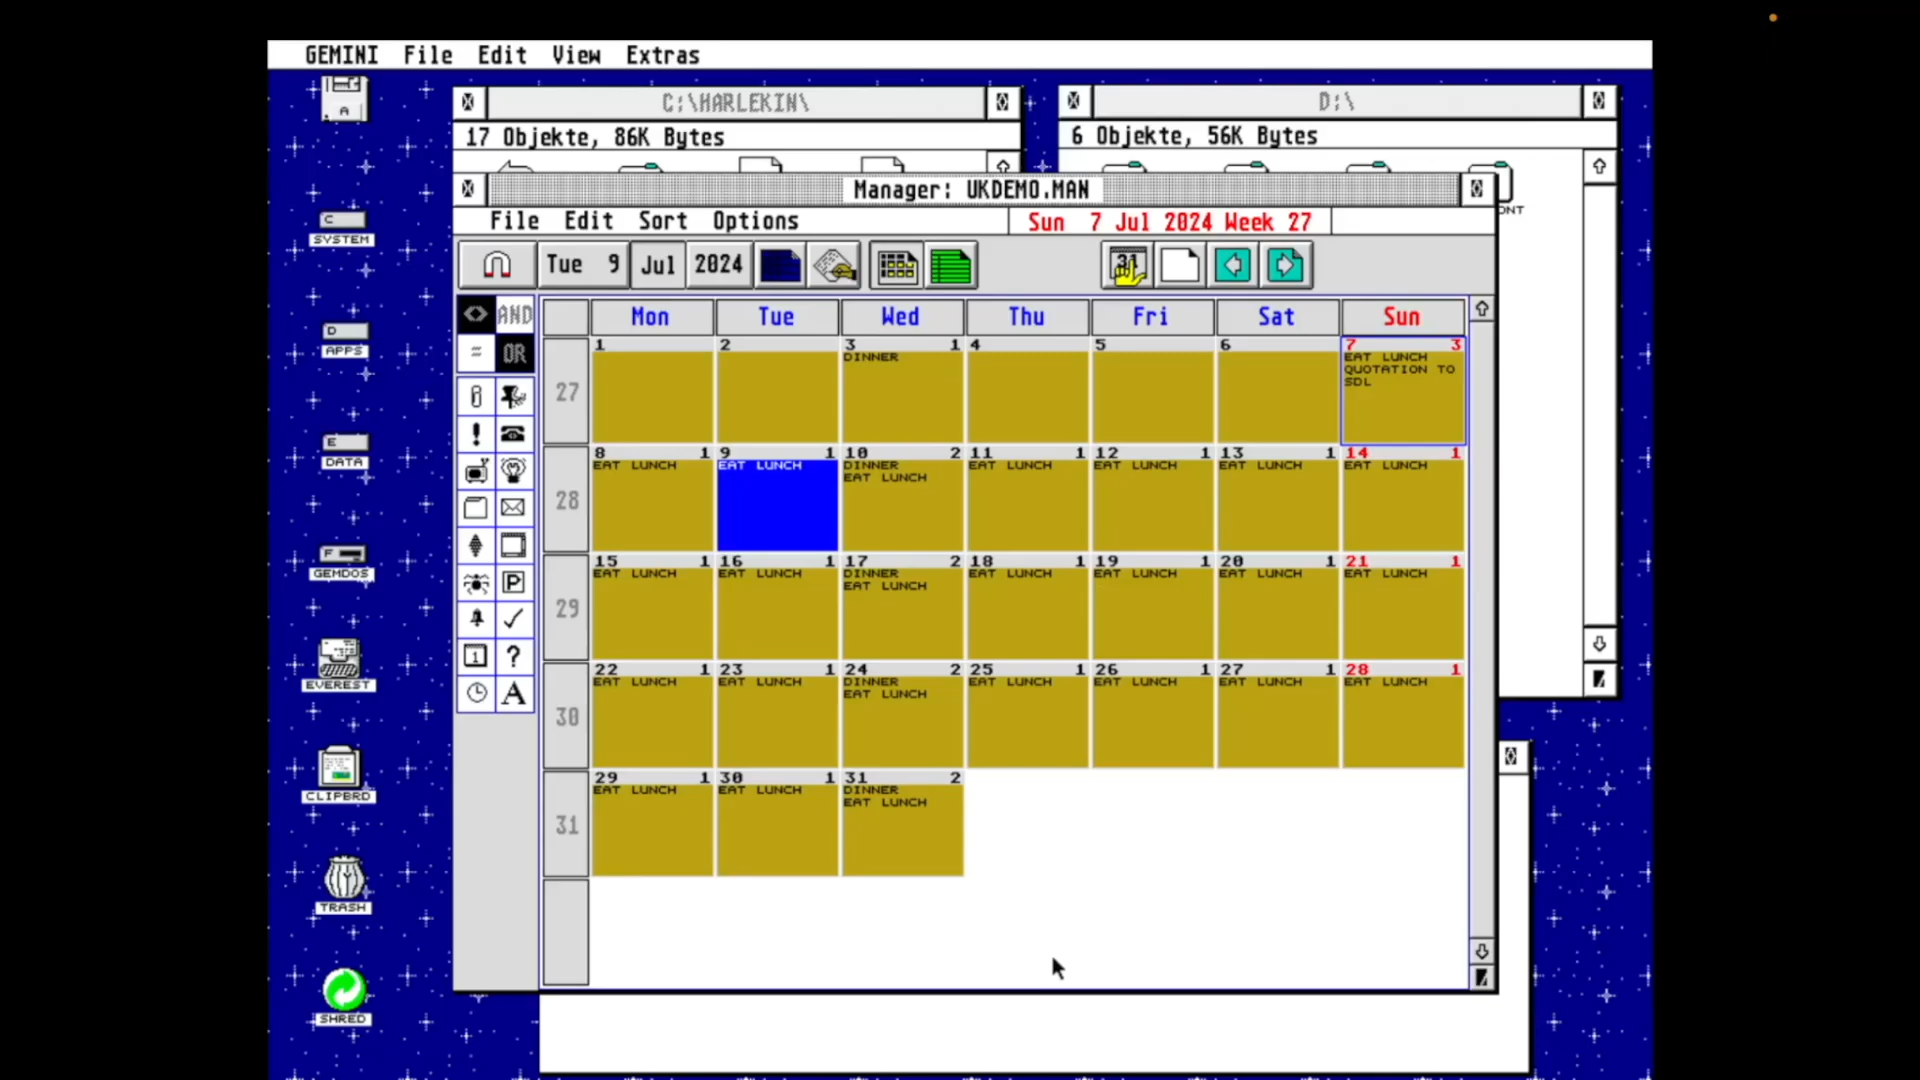 GEMINI File Edit View Extras
A
C:\HARLEKIN\
D:\
17 Objekte, 86K Bytes
6 Objekte, 56K Bytes
Manager: UKDEMO.MAN
File Edit Sort Options
Sun 7 Jul 2024 Week 27
Tue 9 Jul 2024
31
AND
OR
Mon Tue Wed Thu Fri Sat Sun
27
1
2
3 1
DINNER
4
5
6
7 3
EAT LUNCH
QUOTATION TO
SDL
28
8 1
EAT LUNCH
9 1
EAT LUNCH
10 2
DINNER
EAT LUNCH
11 1
EAT LUNCH
12 1
EAT LUNCH
13 1
EAT LUNCH
14 1
EAT LUNCH
29
15 1
EAT LUNCH
16 1
EAT LUNCH
17 2
DINNER
EAT LUNCH
18 1
EAT LUNCH
19 1
EAT LUNCH
20 1
EAT LUNCH
21 1
EAT LUNCH
30
22 1
EAT LUNCH
23 1
EAT LUNCH
24 2
DINNER
EAT LUNCH
25 1
EAT LUNCH
26 1
EAT LUNCH
27 1
EAT LUNCH
28 1
EAT LUNCH
31
29 1
EAT LUNCH
30 1
EAT LUNCH
31 2
DINNER
EAT LUNCH
P
1 ?
A
C
SYSTEM
D
APPS
E
DATA
F
GEMDOS
EVEREST
CLIPBRD
TRASH
SHRED